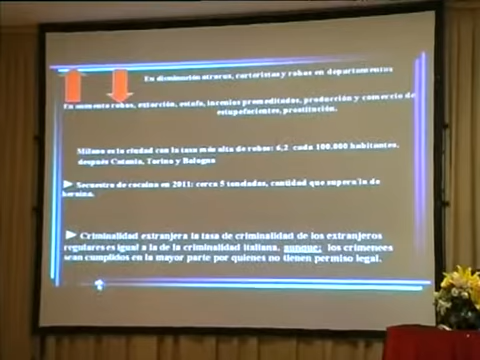 En disminución atracos, carteristas y robos en departamentos
En aumento robos, extorción, estafo, incenios premeditados, producción y comercio de
estupefacientes, prostitución.
Milano es la ciudad con la tasa más alta de robos: 6,2 cada 100.000 habitantes.
después Catania, Torino y Bologna
Secuestro de cocaína en 2011: cerca 5 toneladas, cantidad que supera la de
heroína.
Criminalidad extranjera la tasa de criminalidad de los extranjeros
regulares es igual a la de la criminalidad italiana, aunque: los crímenes
sean cumplidos en la mayor parte por quienes no tienen permiso legal.